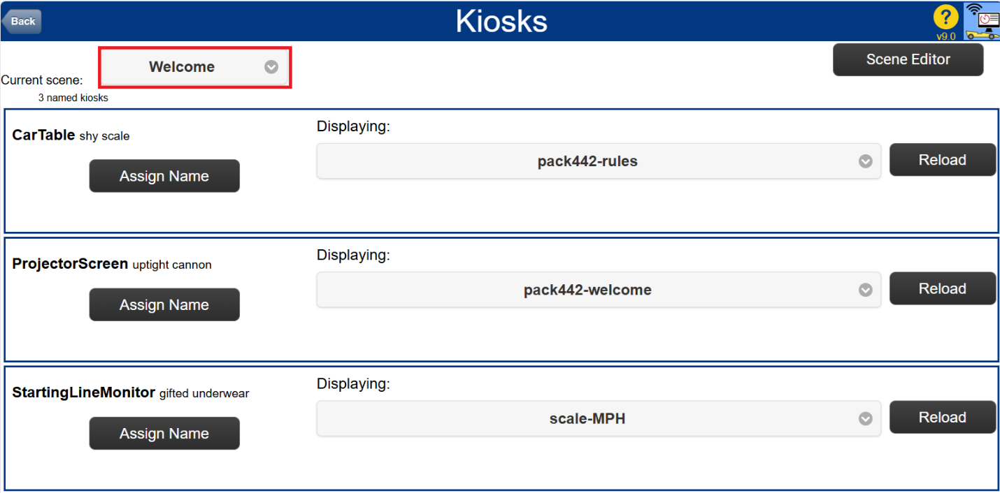 Back
Kiosks
?
v9.0
Welcome
Scene Editor
Current scene:
3 named kiosks
CarTable shy scale
Displaying:
pack442-rules
Reload
Assign Name
ProjectorScreen uptight cannon
Displaying:
pack442-welcome
Reload
Assign Name
StartingLineMonitor gifted underwear
Displaying:
scale-MPH
Reload
Assign Name